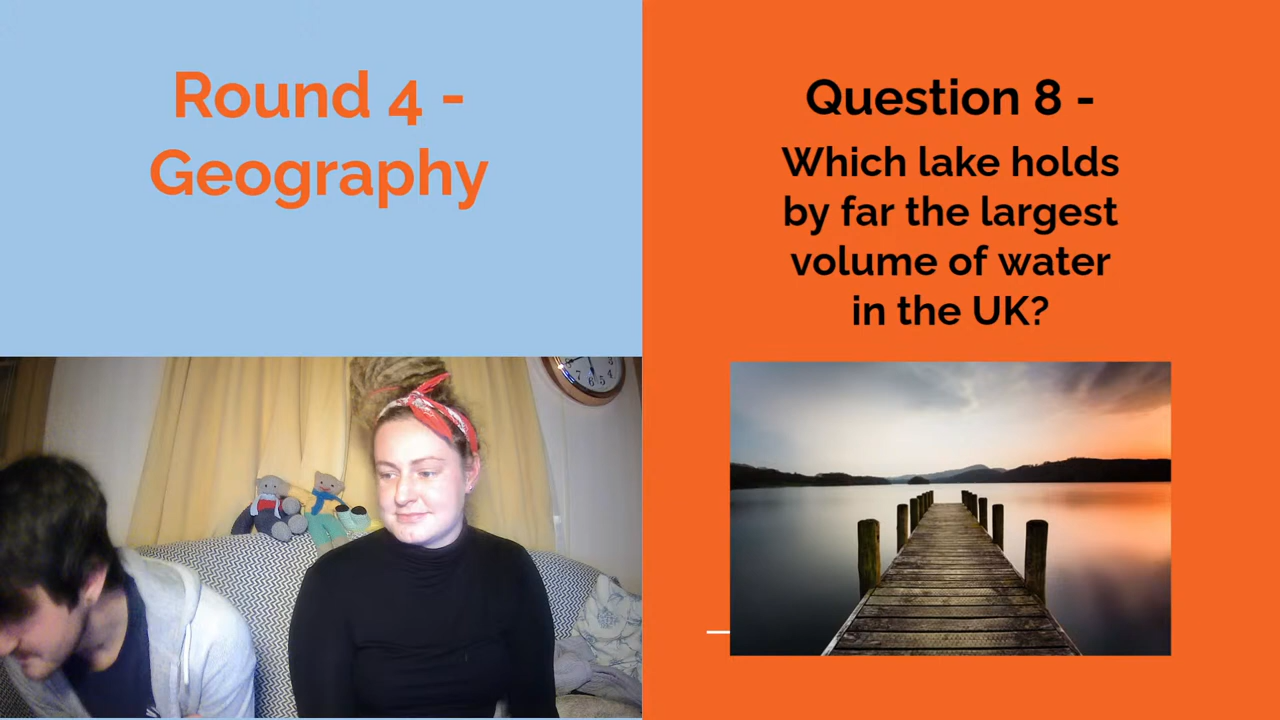 Round 4 -
Geography
Question 8 -
Which lake holds
by far the largest
volume of water
in the UK?